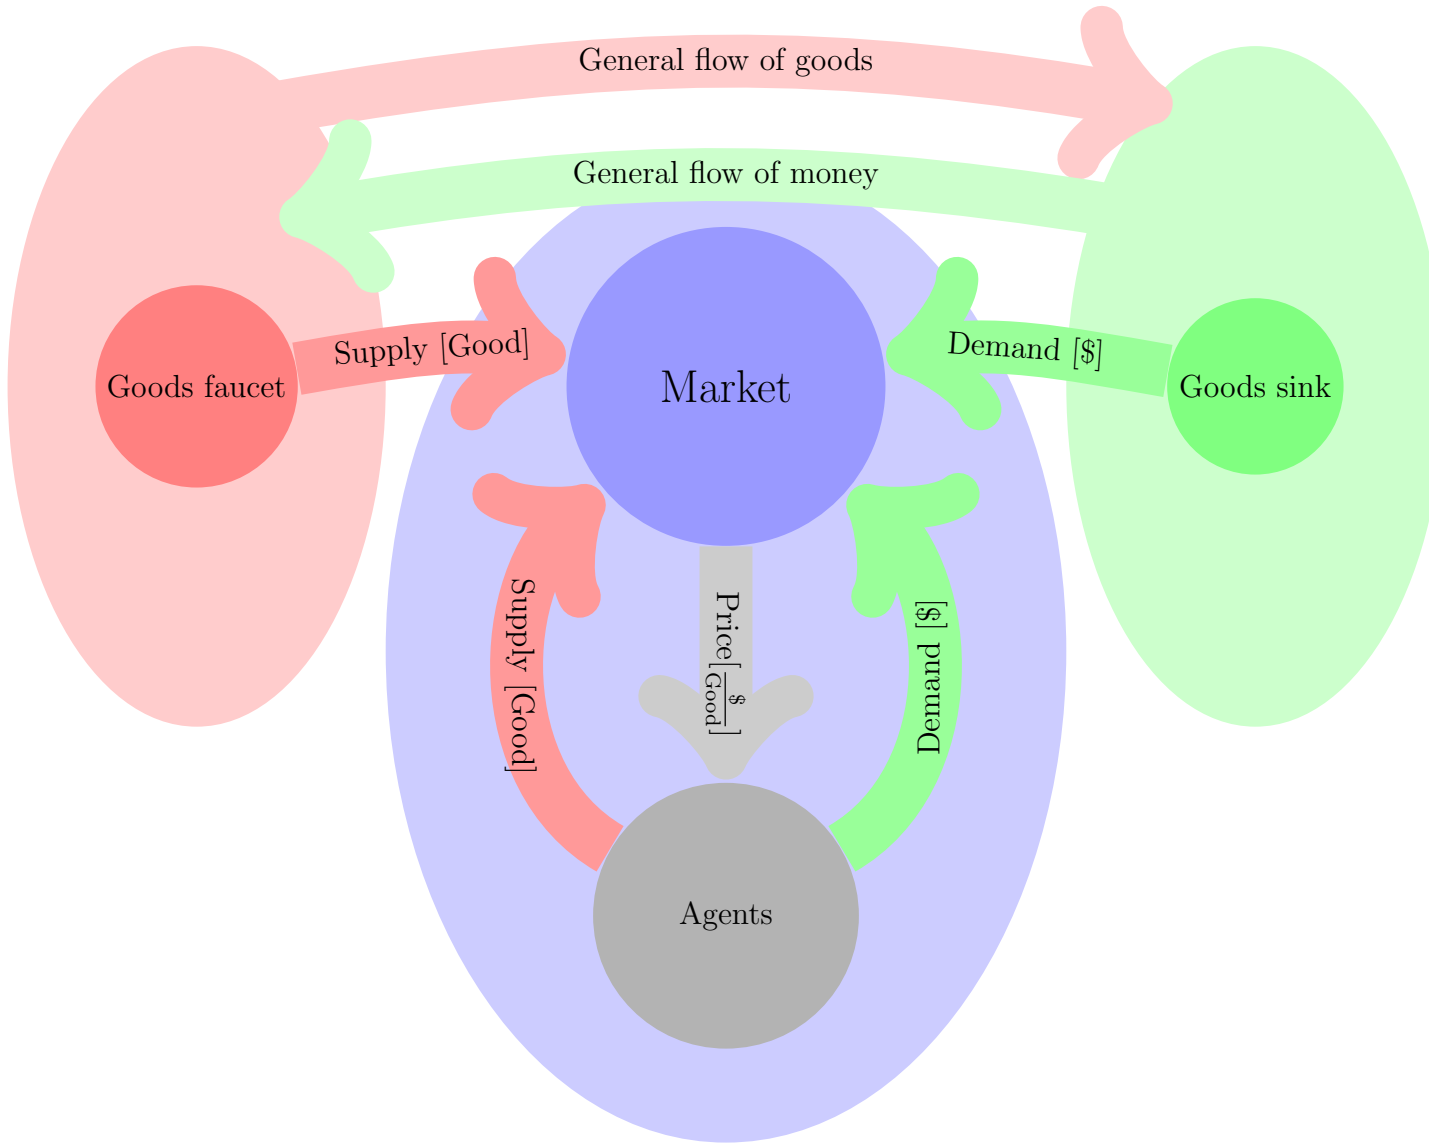 General flow of goods
General flow of money
Supply [Good]
Demand [$]
Goods faucet
Market
Goods sink
Supply [Good]
Price[$/Good]
Demand [$]
Agents